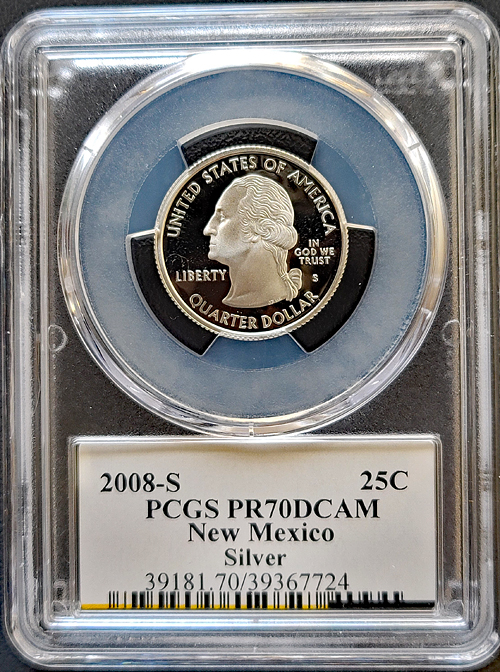 UNITED STATES OF AMERICA
IN
GOD WE
TRUST
LIBERTY
S
QUARTER DOLLAR
2008-S 25C
PCGS PR70DCAM
New Mexico
Silver
39181.70/39367724